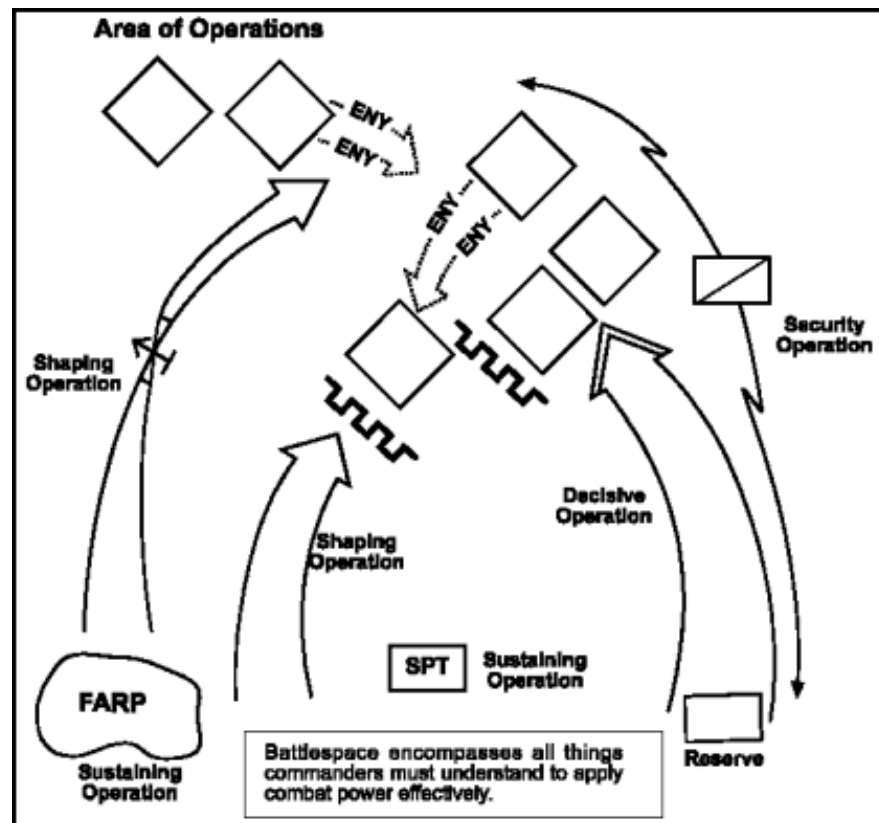 Area of Operations
ENY
ENY
ENY
ENY
Security
Operation
Shaping
Operation
Decisive
Operation
Shaping
Operation
SPT
Sustaining
Operation
FARP
Sustaining
Operation
Reserve
Battlespace encompasses all things
commanders must understand to apply
combat power effectively.